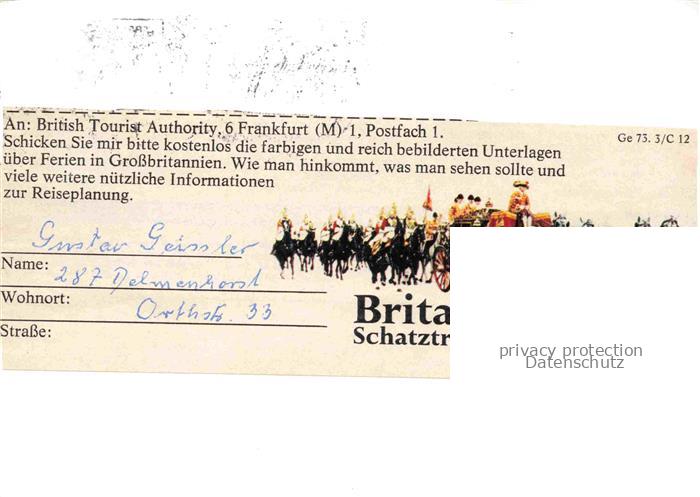 An: British Tourist Authority, 6 Frankfurt (M) 1, Postfach 1.
Ge 73. 3/C 12
Schicken Sie mir bitte kostenlos die farbigen und reich bebilderten Unterlagen
über Ferien in Großbritannien. Wie man hinkommt, was man sehen sollte und
viele weitere nützliche Informationen
zur Reiseplanung.
Gustav Geissler
Name:
287 Delmenhorst
Wohnort:
Orthstr. 33
Straße:
Brita
Schatztr
privacy protection
Datenschutz